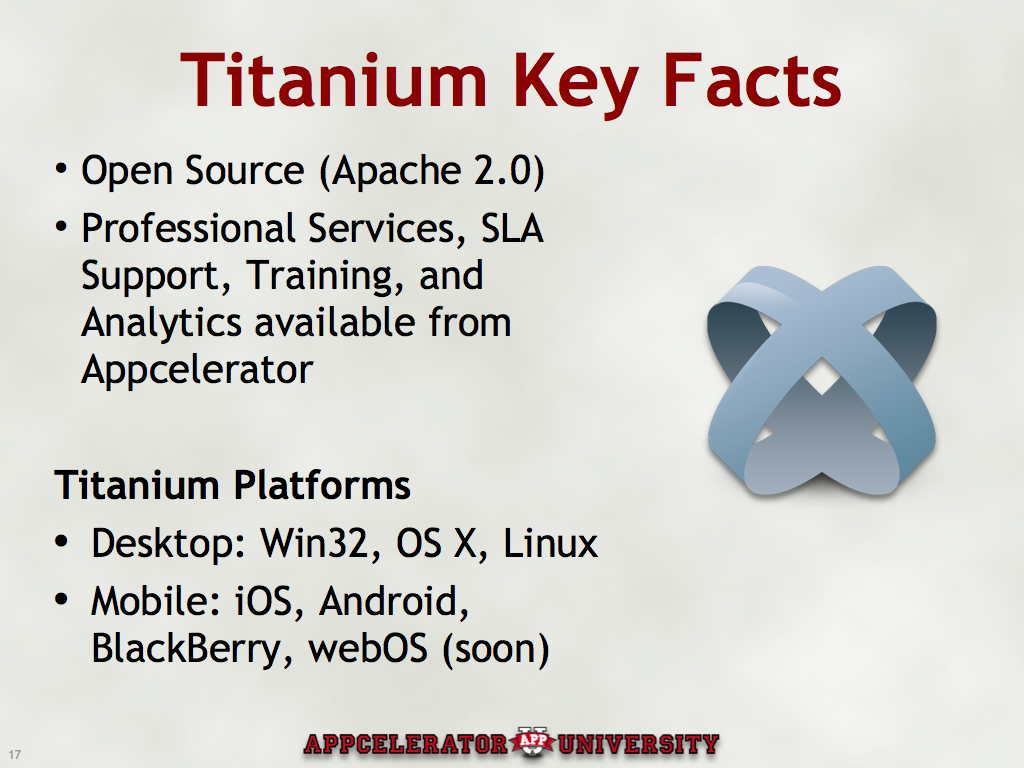 Titanium Key Facts
• Open Source (Apache 2.0)
• Professional Services, SLA
Support, Training, and
Analytics available from
Appcelerator
Titanium Platforms
• Desktop: Win32, OS X, Linux
• Mobile: iOS, Android,
BlackBerry, webOS (soon)
17
APPCELERATOR U APP UNIVERSITY